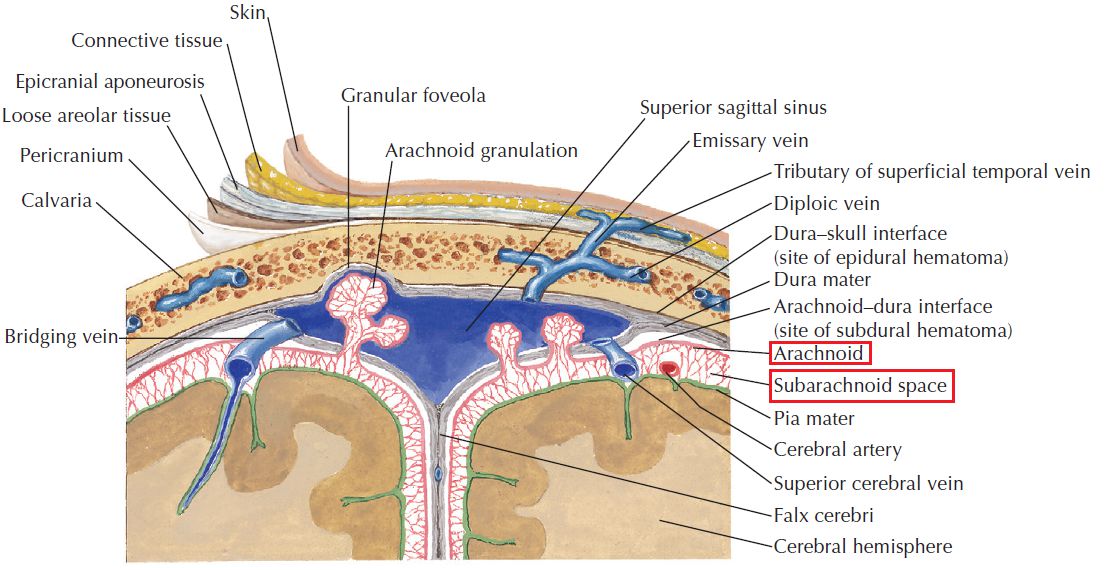 Skin
Connective tissue
Epicranial aponeurosis
Loose areolar tissue
Pericranium
Calvaria
Bridging vein
Granular foveola
Arachnoid granulation
Superior sagittal sinus
Emissary vein
Tributary of superficial temporal vein
Diploic vein
Dura–skull interface
(site of epidural hematoma)
Dura mater
Arachnoid–dura interface
(site of subdural hematoma)
Arachnoid
Subarachnoid space
Pia mater
Cerebral artery
Superior cerebral vein
Falx cerebri
Cerebral hemisphere